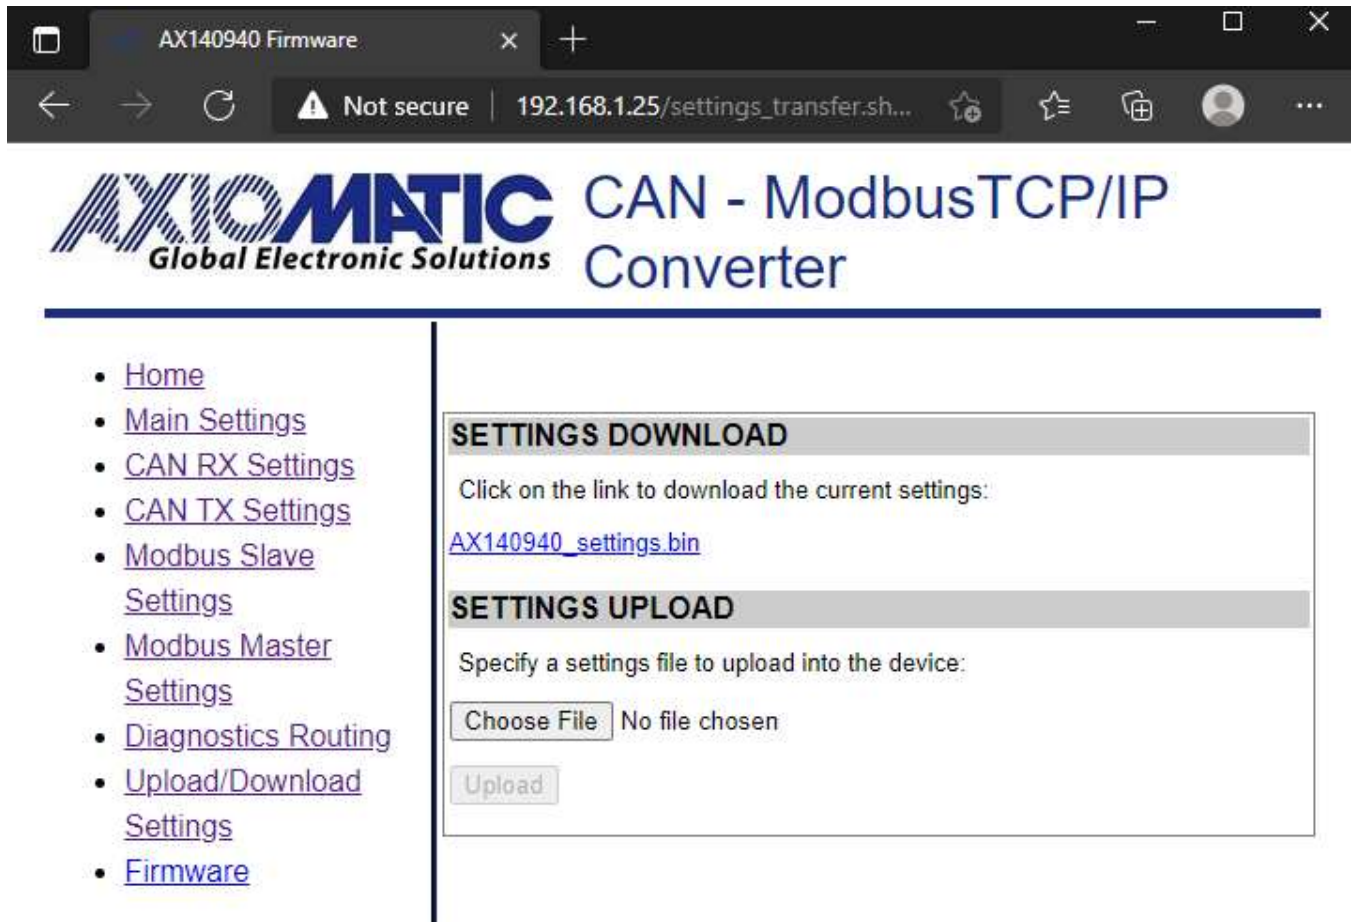 AX140940 Firmware
Not secure | 192.168.1.25/settings_transfer.sh...
AXIOMATIC
Global Electronic Solutions
CAN - ModbusTCP/IP
Converter
Home
Main Settings
CAN RX Settings
CAN TX Settings
Modbus Slave
Settings
Modbus Master
Settings
Diagnostics Routing
Upload/Download
Settings
Firmware
SETTINGS DOWNLOAD
Click on the link to download the current settings:
AX140940_settings.bin
SETTINGS UPLOAD
Specify a settings file to upload into the device:
Choose File No file chosen
Upload